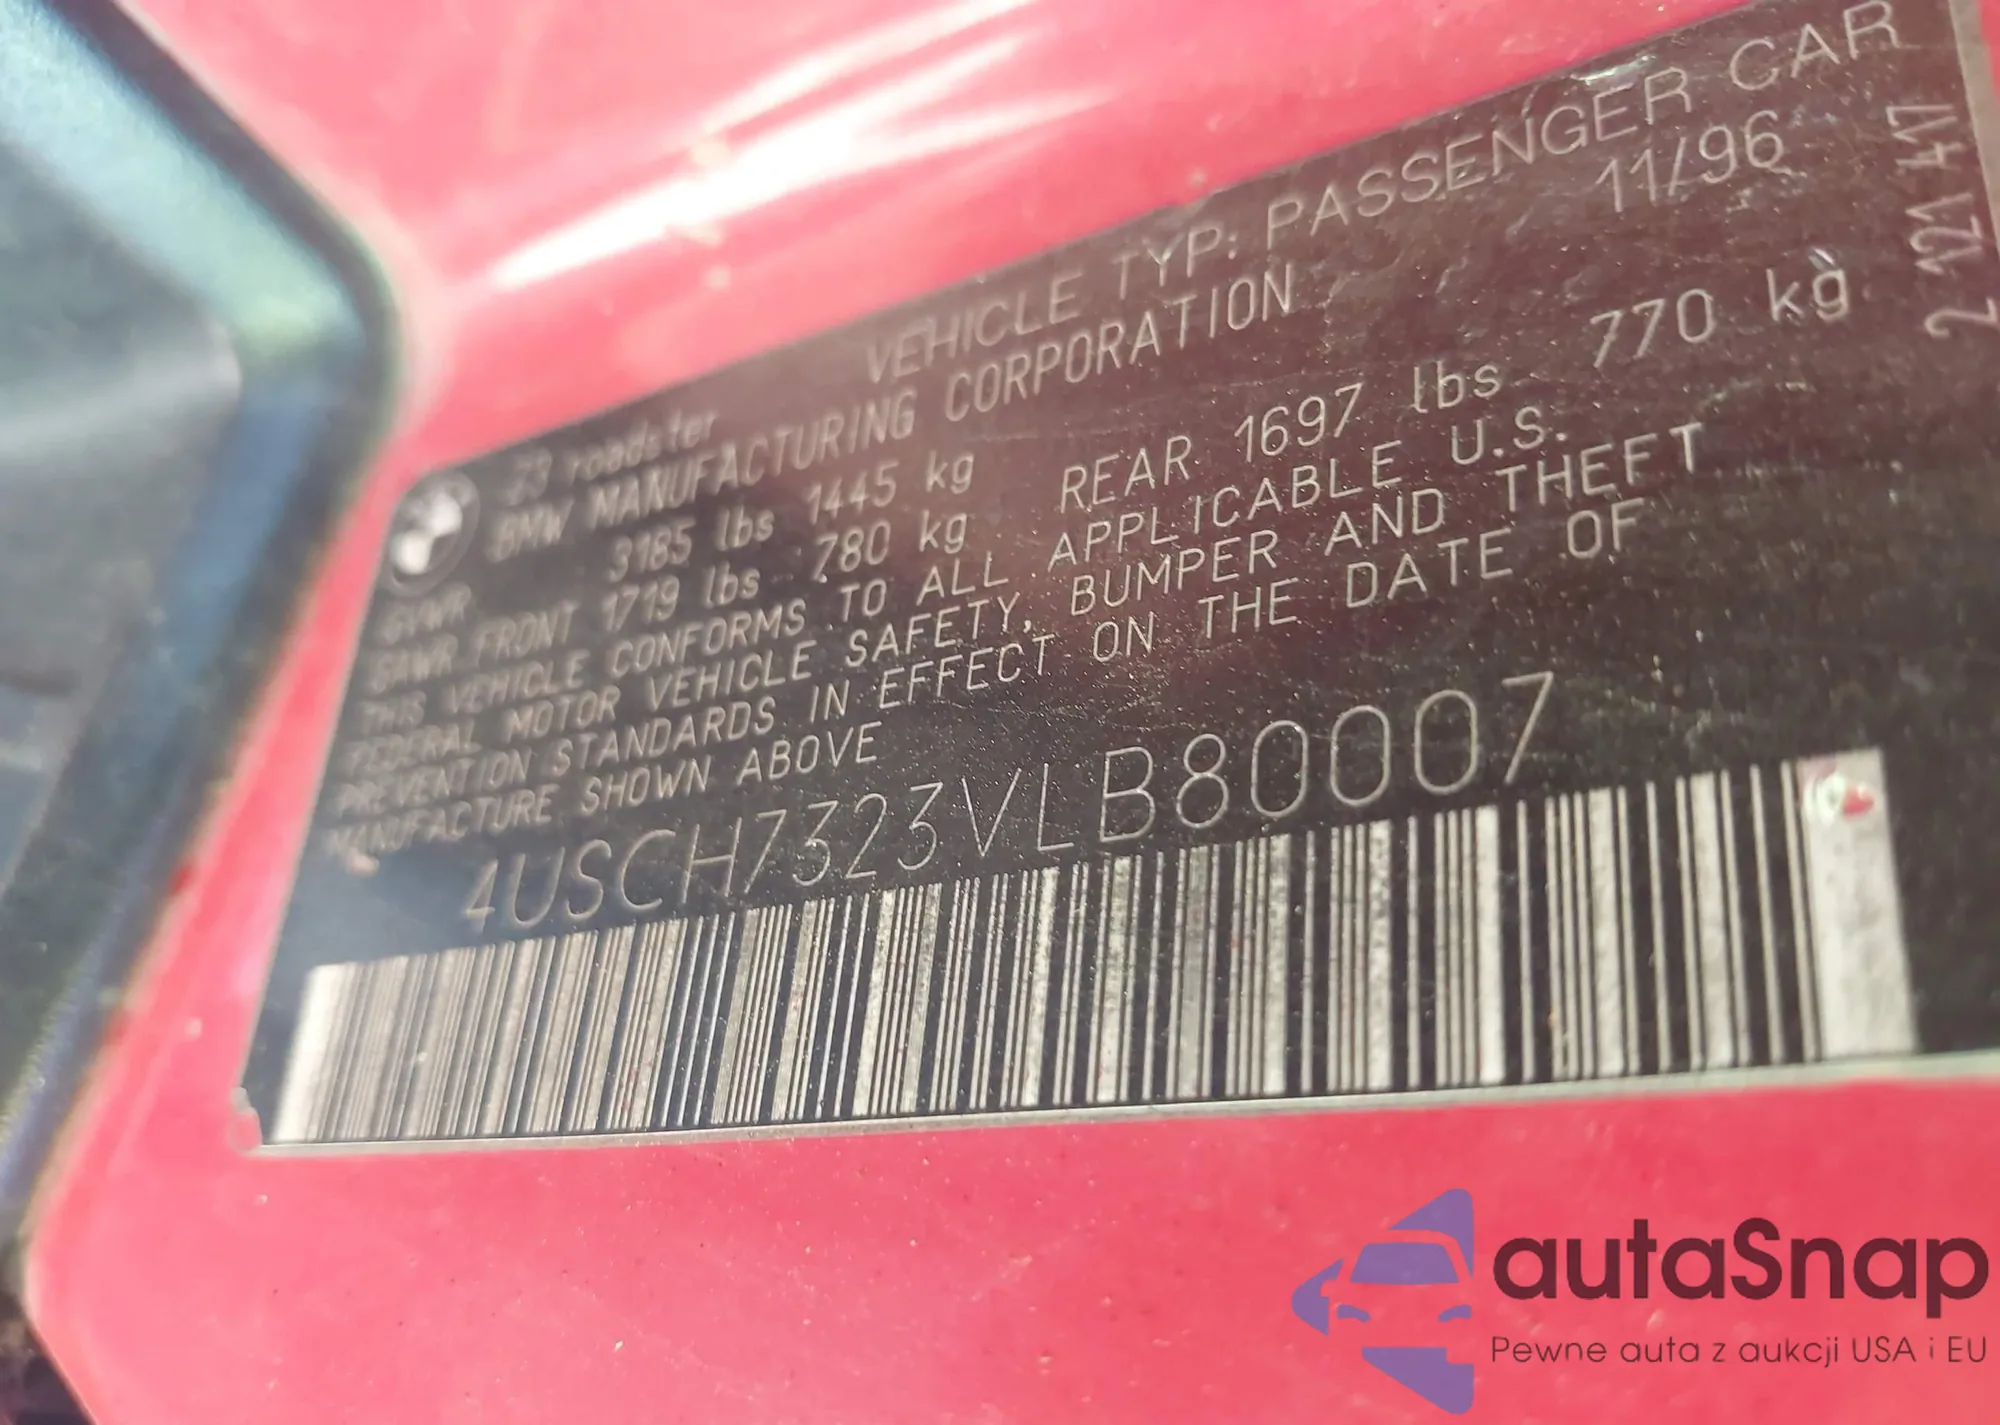 Z3 roadster
VEHICLE TYP: PASSENGER CAR
BMW MANUFACTURING CORPORATION
11/96
GVWR 3185 lbs 1445 kg
GAWR FRONT 1719 lbs 780 kg REAR 1697 lbs 770 kg
THIS VEHICLE CONFORMS TO ALL APPLICABLE U.S.
FEDERAL MOTOR VEHICLE SAFETY, BUMPER AND THEFT
PREVENTION STANDARDS IN EFFECT ON THE DATE OF
MANUFACTURE SHOWN ABOVE
4USCH7323VLB80007
2 121 417
autaSnap
Pewne auta z aukcji USA i EU